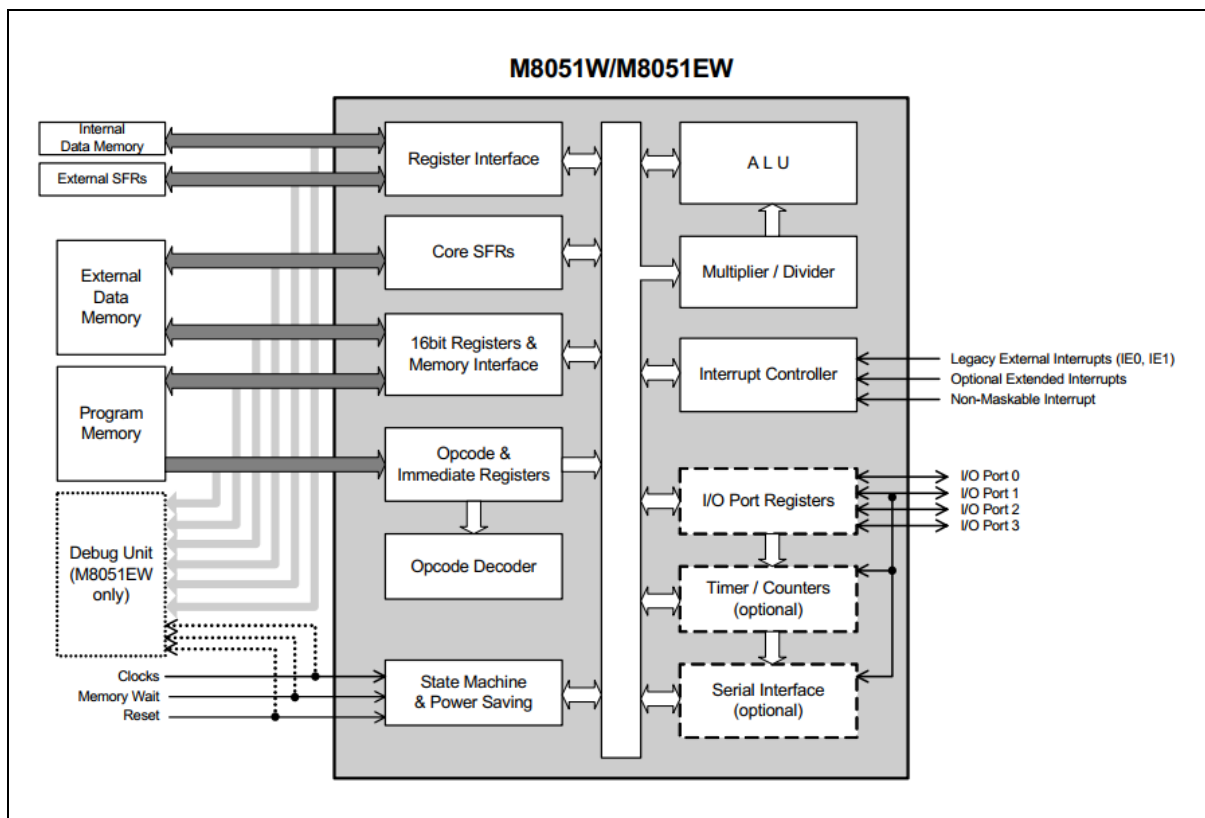 M8051W/M8051EW
Internal
Data Memory
External SFRs
External
Data
Memory
Program
Memory
Debug Unit
(M8051EW
only)
Clocks
Memory Wait
Reset
Register Interface
Core SFRs
16bit Registers &
Memory Interface
Opcode &
Immediate Registers
Opcode Decoder
State Machine
& Power Saving
A L U
Multiplier / Divider
Interrupt Controller
I/O Port Registers
Timer / Counters
(optional)
Serial Interface
(optional)
Legacy External Interrupts (IE0, IE1)
Optional Extended Interrupts
Non-Maskable Interrupt
I/O Port 0
I/O Port 1
I/O Port 2
I/O Port 3